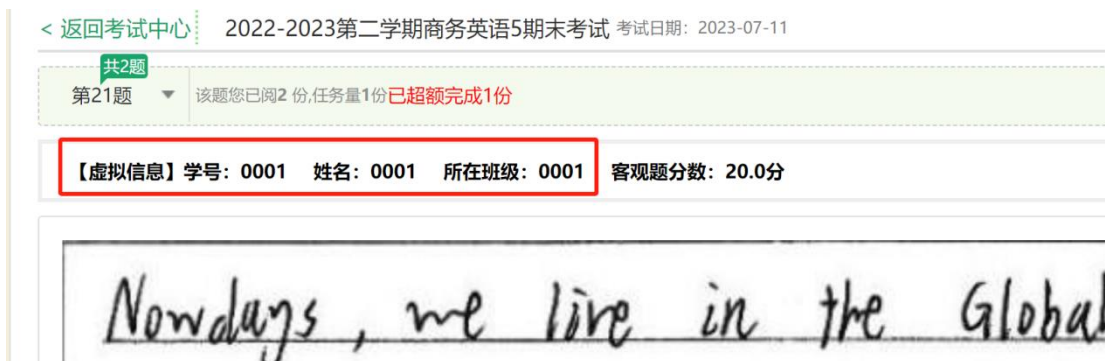 < 返回考试中心 2022-2023第二学期商务英语5期末考试 考试日期：2023-07-11
共2题
第21题 该题您已阅2 份,任务量1份已超额完成1份
【虚拟信息】学号：0001 姓名：0001 所在班级：0001 客观题分数：20.0分
Nowdays , we live in the Global